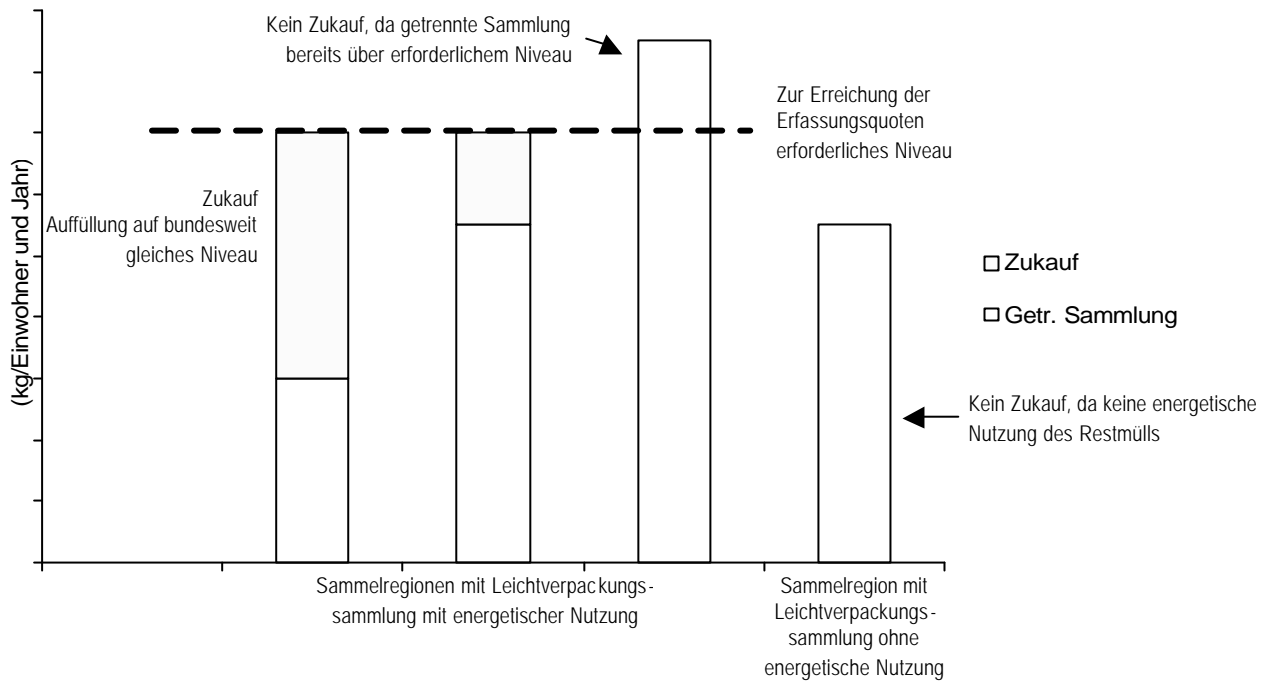 Kein Zukauf, da getrennte Sammlung
bereits über erforderlichem Niveau
Zur Erreichung der
Erfassungsquoten
erforderliches Niveau
Zukauf
Auffüllung auf bundesweit
gleiches Niveau
(kg/Einwohner und Jahr)
Zukauf
Getr. Sammlung
Kein Zukauf, da keine energetische
Nutzung des Restmülls
Sammelregionen mit Leichtverpackungs-
sammlung mit energetischer Nutzung
Sammelregion mit
Leichtverpackungs-
sammlung ohne
energetische Nutzung